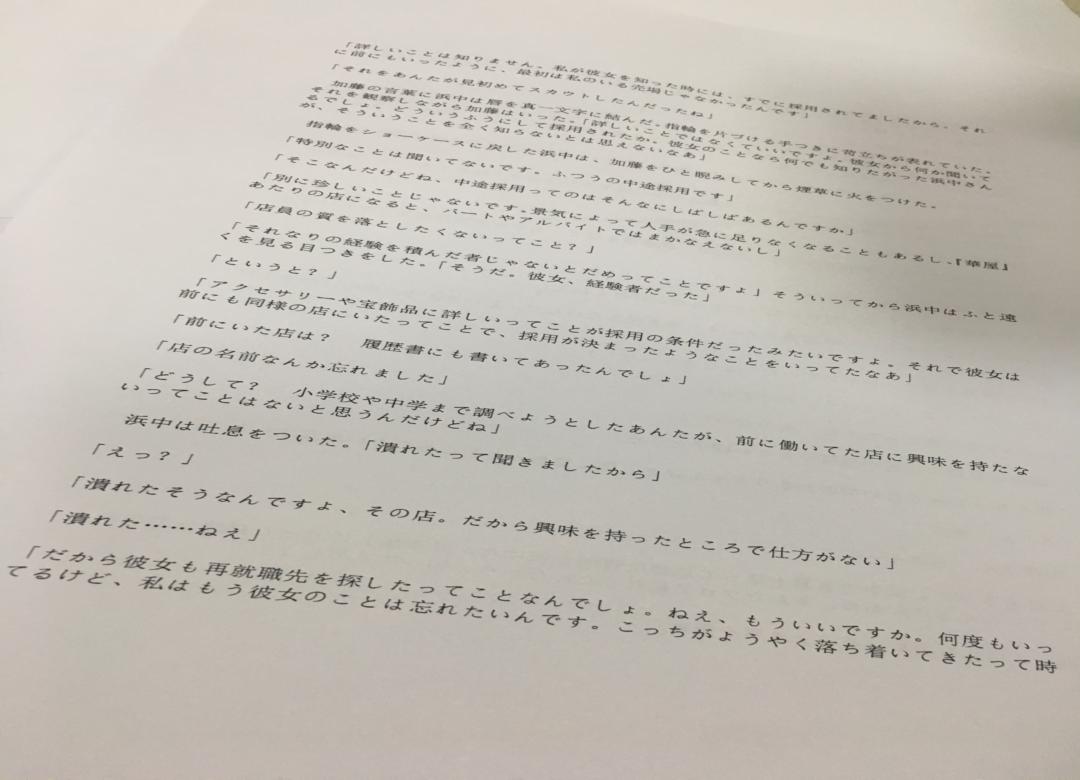 「詳しいことは知りません。私が彼女を知った時には、すでに採用されてましたから。それ
に前にもいったように、最初は私のいる売場じゃなかったんです」
「それをあんたが見初めてスカウトしたんだったね」
加藤の言葉に浜中は唇を真一文字に結んだ。指輪を片づける手つきに苛立ちが表れていた。
それを観察しながら加藤はいった。「詳しいことではなくていいですよ。彼女から何か聞いて
るでしょ。どういうふうにして採用されたか。彼女のことなら何でも知りたがった浜中さん
が、そういうことを全く知らないとは思えないなあ」
指輪をショーケースに戻した浜中は、加藤をひと睨みしてから煙草に火をつけた。
「特別なことは聞いてないです。ふつうの中途採用です」
「そこなんだけどね、中途採用ってのはそんなにしばしばあるんですか」
「別に珍しいことじゃないです。景気によって人手が急に足りなくなることもあるし、『華屋』
あたりの店になると、パートやアルバイトではまかなえないし」
「店員の質を落としたくないってこと？」
「それなりの経験を積んだ者じゃないとだめってことですよ」そういってから浜中はふと遠
くを見る目つきをした。「そうだ。彼女、経験者だった」
「というと？」
「アクセサリーや宝飾品に詳しいってことが採用の条件だったみたいですよ。それで彼女は
前にも同様の店にいたってことで、採用が決まったようなことをいってたなあ」
「前にいた店は？　履歴書にも書いてあったんでしょ」
「店の名前なんか忘れました」
「どうして？　小学校や中学まで調べようとしたあんたが、前に働いてた店に興味を持たな
いってことはないと思うんだけどね」
浜中は吐息をついた。「潰れたって聞きましたから」
「えっ？」
「潰れたそうなんですよ、その店。だから興味を持ったところで仕方がない」
「潰れた……ねえ」
「だから彼女も再就職先を探したってことなんでしょ。ねえ、もういいですか。何度もいっ
てるけど、私はもう彼女のことは忘れたいんです。こっちがようやく落ち着いてきたって時